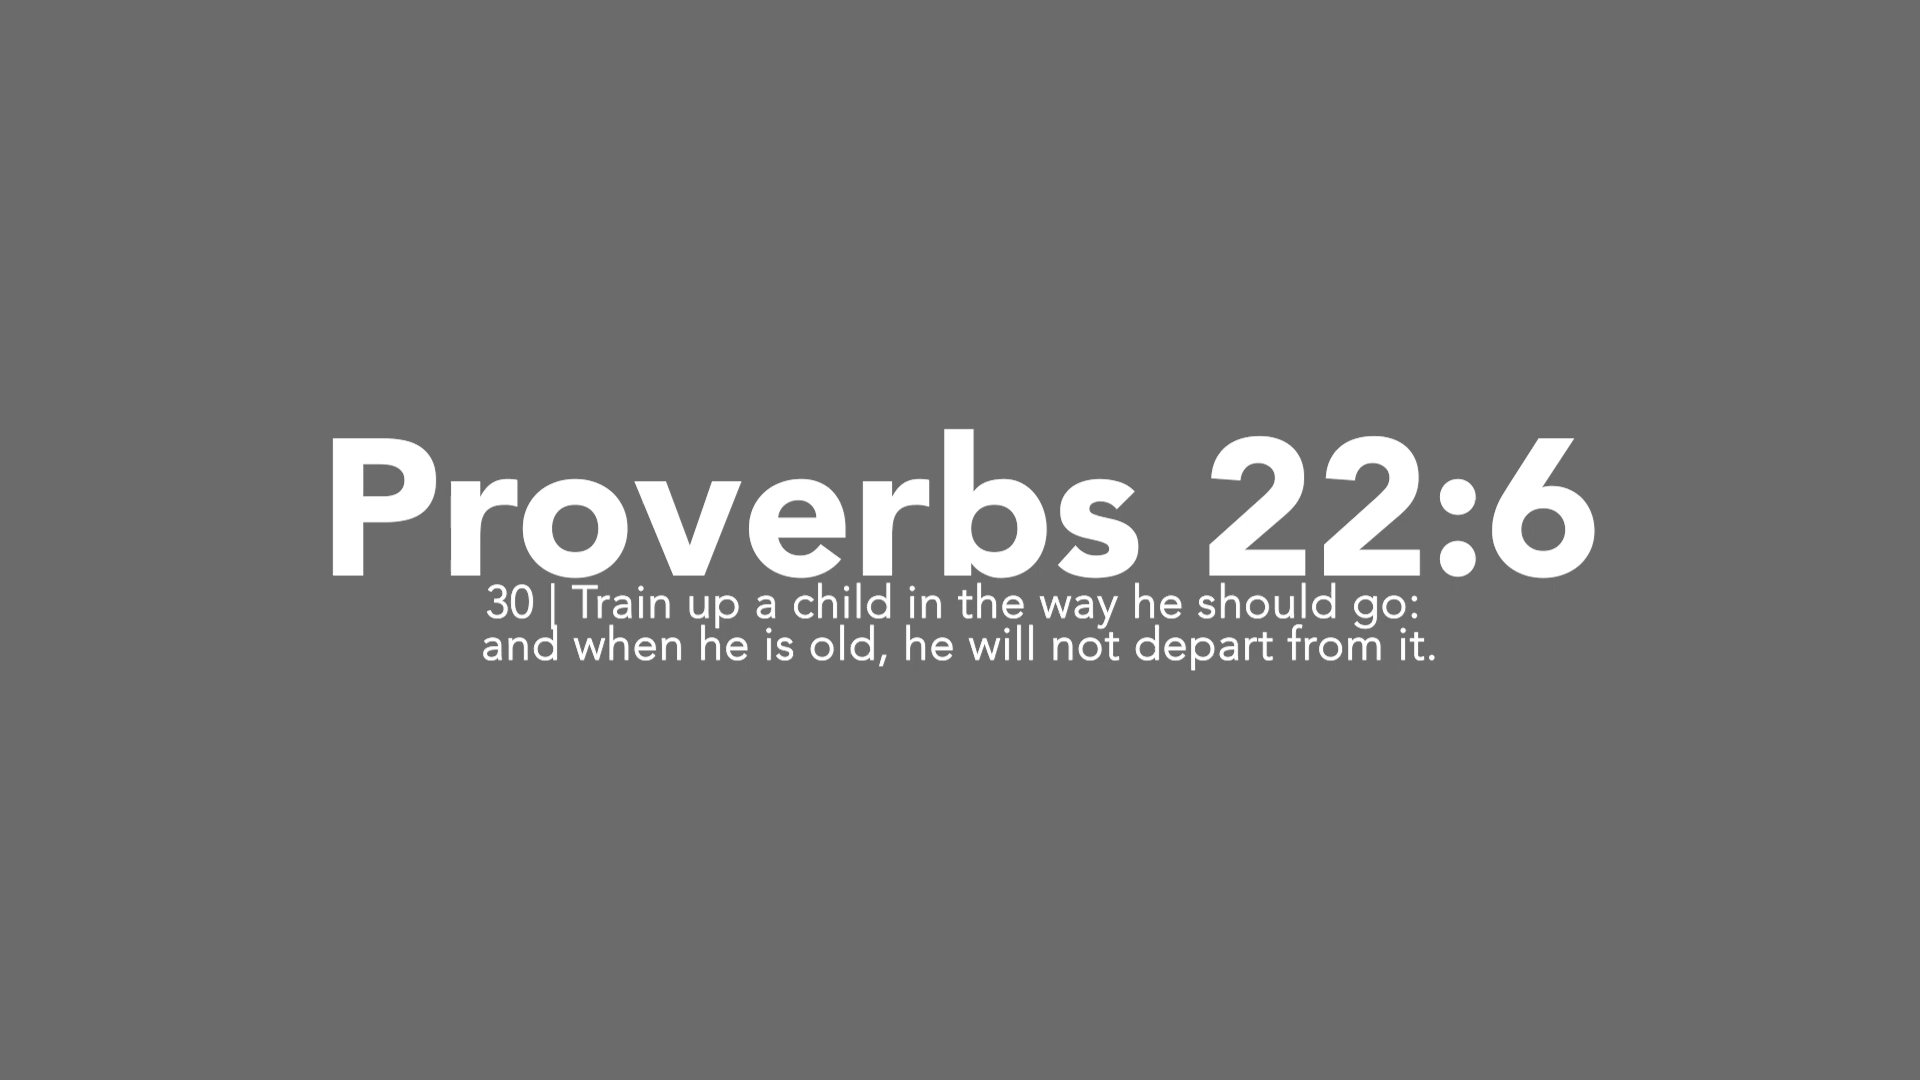 Proverbs 22:6
30 | Train up a child in the way he should go:
and when he is old, he will not depart from it.